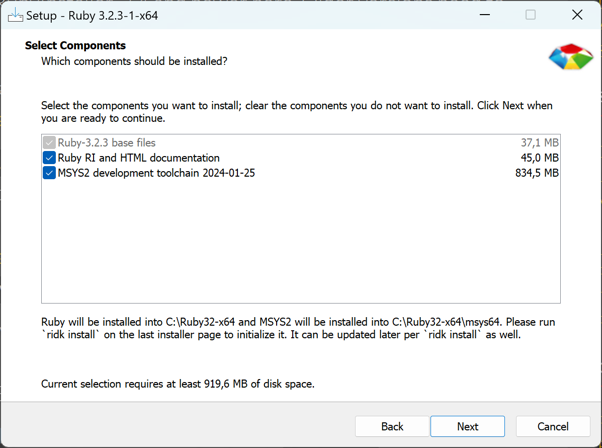 Setup - Ruby 3.2.3-1-x64
Select Components
Which components should be installed?
Select the components you want to install; clear the components you do not want to install. Click Next when
you are ready to continue.
Ruby-3.2.3 base files 37,1 MB
Ruby RI and HTML documentation 45,0 MB
MSYS2 development toolchain 2024-01-25 834,5 MB
Ruby will be installed into C:\Ruby32-x64 and MSYS2 will be installed into C:\Ruby32-x64\msys64. Please run
`ridk install` on the last installer page to initialize it. It can be updated later per `ridk install` as well.
Current selection requires at least 919,6 MB of disk space.
Back Next Cancel